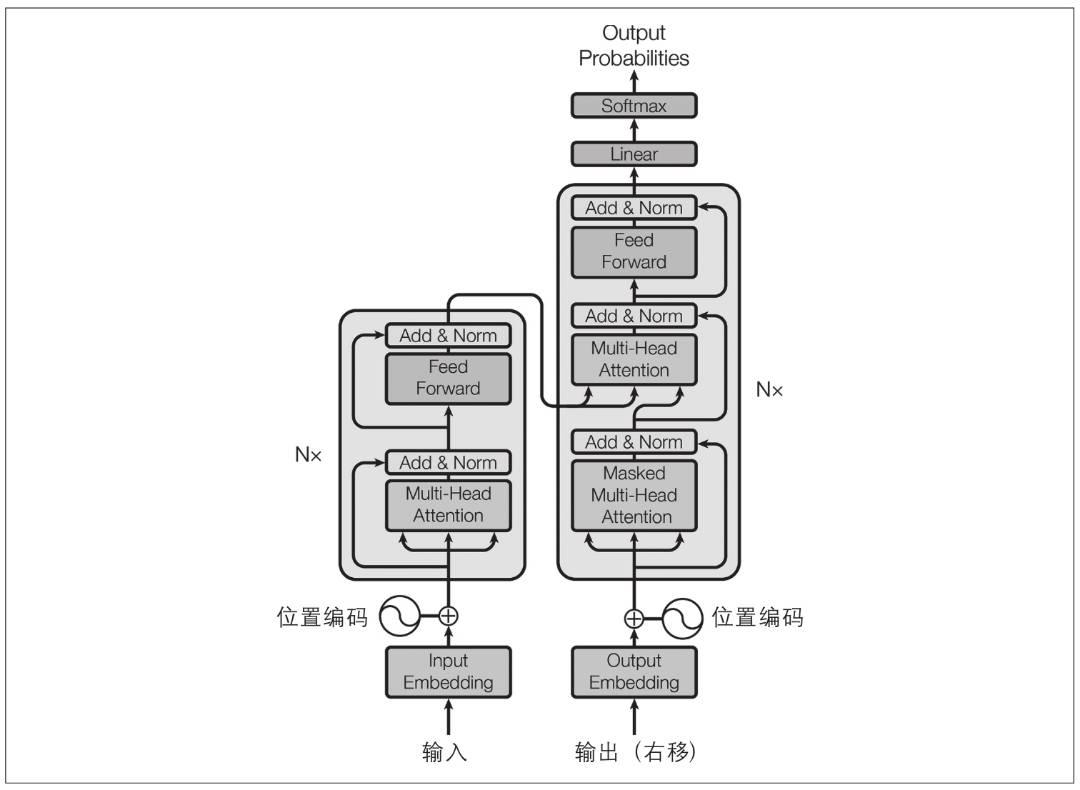 Output
Probabilities
Softmax
Linear
Add & Norm
Feed
Forward
Add & Norm
Multi-Head
Attention
Add & Norm
Masked
Multi-Head
Attention
N×
Add & Norm
Feed
Forward
Add & Norm
Multi-Head
Attention
N×
位置编码
位置编码
Input
Embedding
Output
Embedding
输入
输出（右移）